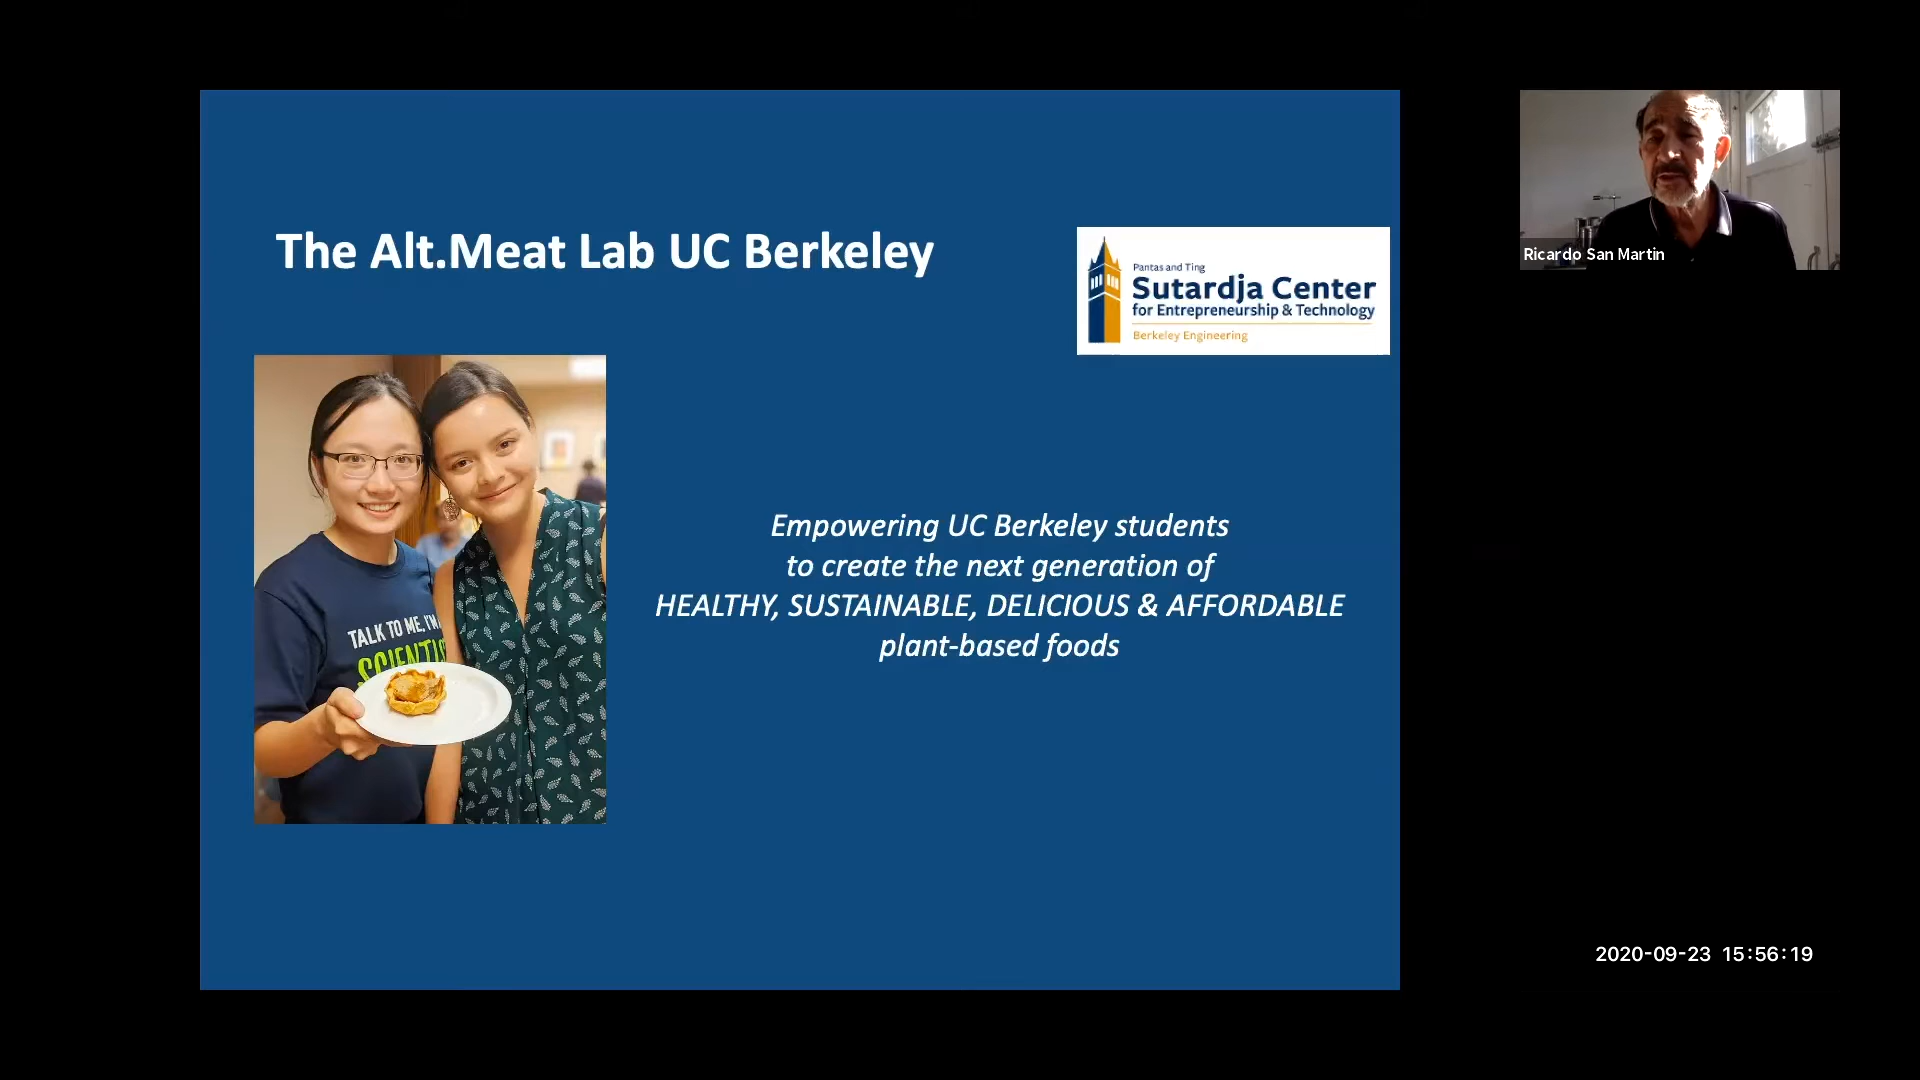 The Alt.Meat Lab UC Berkeley
Pantas and Ting
Sutardja Center
for Entrepreneurship & Technology
Berkeley Engineering
TALK TO ME, I'M
SCIENTIS
Empowering UC Berkeley students
to create the next generation of
HEALTHY, SUSTAINABLE, DELICIOUS & AFFORDABLE
plant-based foods
Ricardo San Martin
2020-09-23 15:56:19